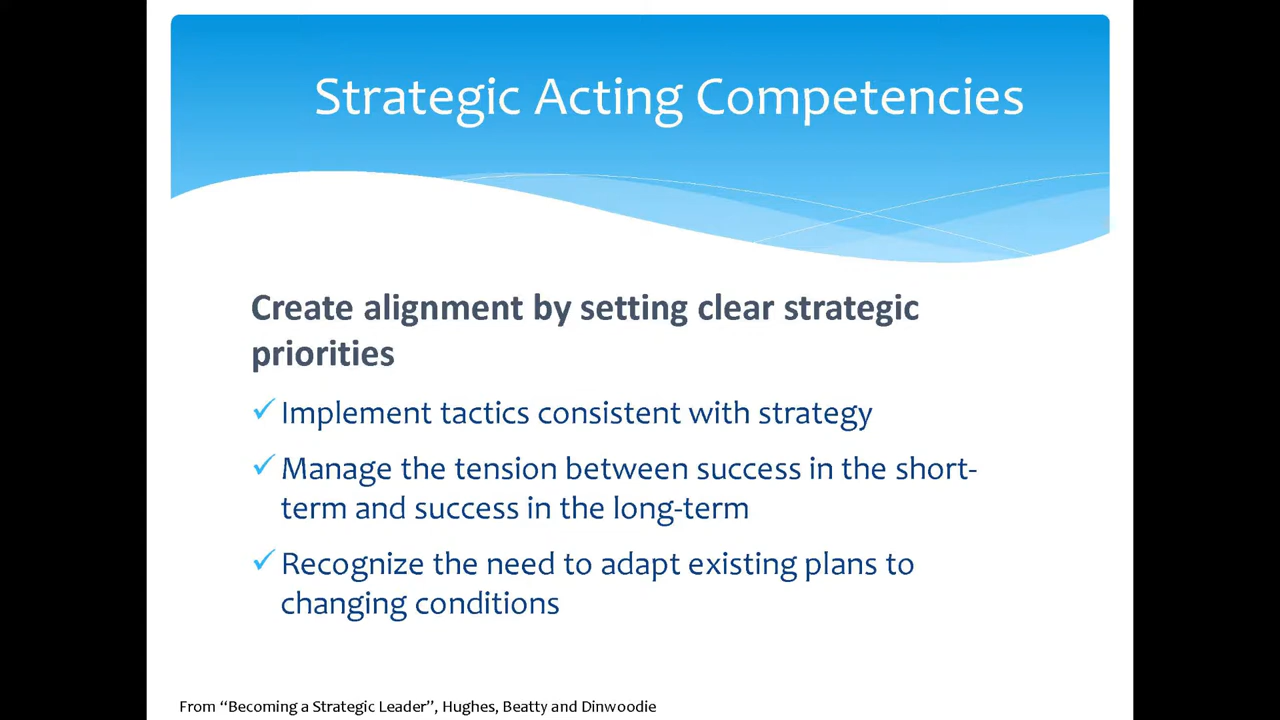 Strategic Acting Competencies
Create alignment by setting clear strategic
priorities
✓ Implement tactics consistent with strategy
✓ Manage the tension between success in the short-
term and success in the long-term
✓ Recognize the need to adapt existing plans to
changing conditions
From “Becoming a Strategic Leader”, Hughes, Beatty and Dinwoodie